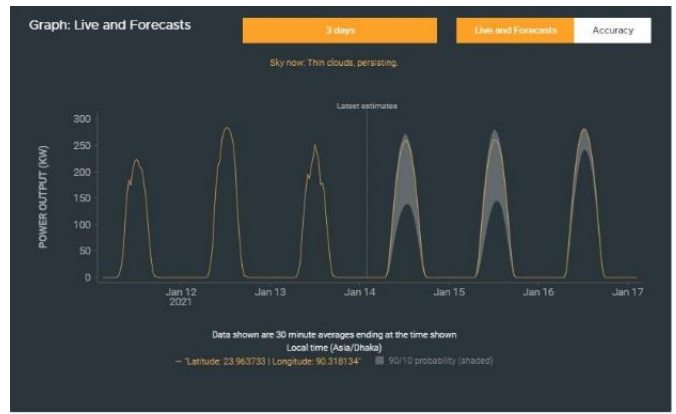 Graph: Live and Forecasts
3 days
Live and Forecasts
Accuracy
Sky now: Thin clouds, persisting.
Latest estimates
POWER OUTPUT (KW)
300
250
200
150
100
50
0
Jan 12
2021
Jan 13
Jan 14
Jan 15
Jan 16
Jan 17
Data shown are 30 minute averages ending at the time shown
Local time (Asia/Dhaka)
— "Latitude: 23.963733 | Longitude: 90.318134" 90/10 probability (shaded)